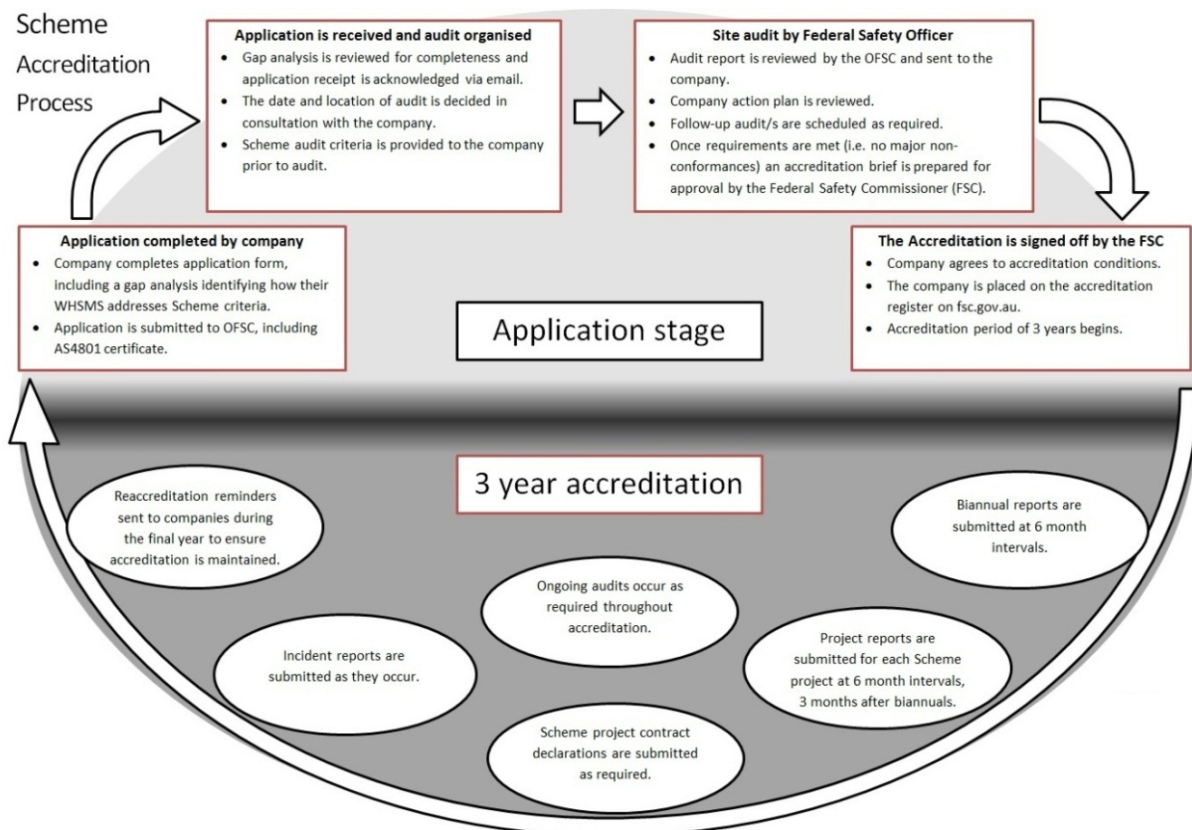 Scheme
Accreditation
Process
Application is received and audit organised
• Gap analysis is reviewed for completeness and
application receipt is acknowledged via email.
• The date and location of audit is decided in
consultation with the company.
• Scheme audit criteria is provided to the company
prior to audit.
Site audit by Federal Safety Officer
• Audit report is reviewed by the OFSC and sent to the
company.
• Company action plan is reviewed.
• Follow-up audit/s are scheduled as required.
• Once requirements are met (i.e. no major non-
conformances) an accreditation brief is prepared for
approval by the Federal Safety Commissioner (FSC).
Application completed by company
• Company completes application form,
including a gap analysis identifying how their
WHSMS addresses Scheme criteria.
• Application is submitted to OFSC, including
AS4801 certificate.
The Accreditation is signed off by the FSC
• Company agrees to accreditation conditions.
• The company is placed on the accreditation
register on fsc.gov.au.
• Accreditation period of 3 years begins.
Application stage
3 year accreditation
Reaccreditation reminders
sent to companies during
the final year to ensure
accreditation is maintained.
Biannual reports are
submitted at 6 month
intervals.
Ongoing audits occur as
required throughout
accreditation.
Incident reports are
submitted as they occur.
Project reports are
submitted for each Scheme
project at 6 month intervals,
3 months after biannuals.
Scheme project contract
declarations are submitted
as required.